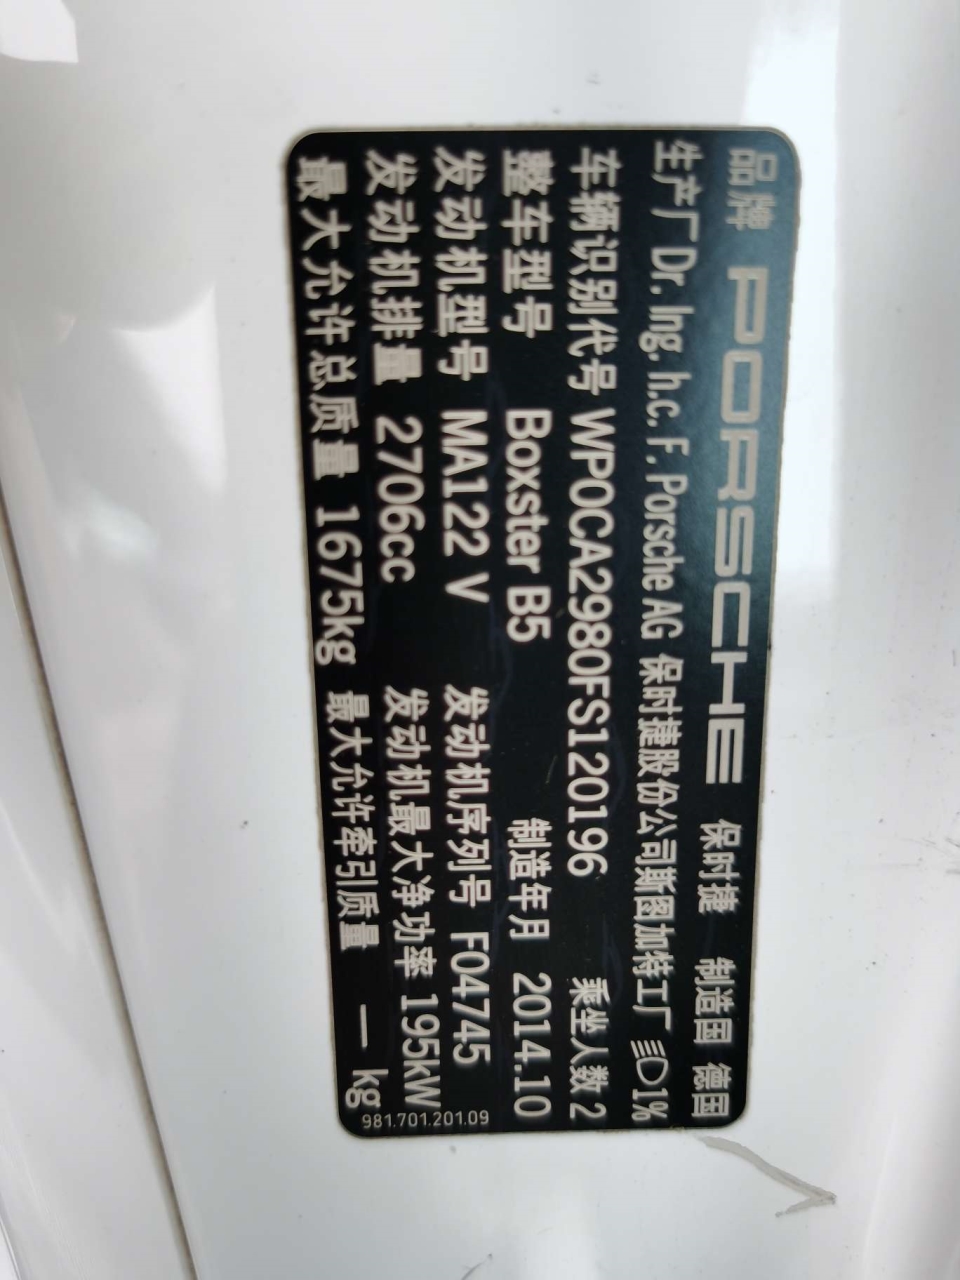 品牌 PORSCHE 保时捷 制造国 德国
生产厂 Dr. Ing. h.c. F. Porsche AG 保时捷股份公司斯图加特工厂 1%
车辆识别代号 WP0CA2980FS120196 乘坐人数 2
整车型号 Boxster B5 制造年月 2014.10
发动机型号 MA122 V 发动机序列号 F04745
发动机排量 2706cc 发动机最大净功率 195kW
最大允许总质量 1675kg 最大允许牵引质量 — kg
981.701.201.09